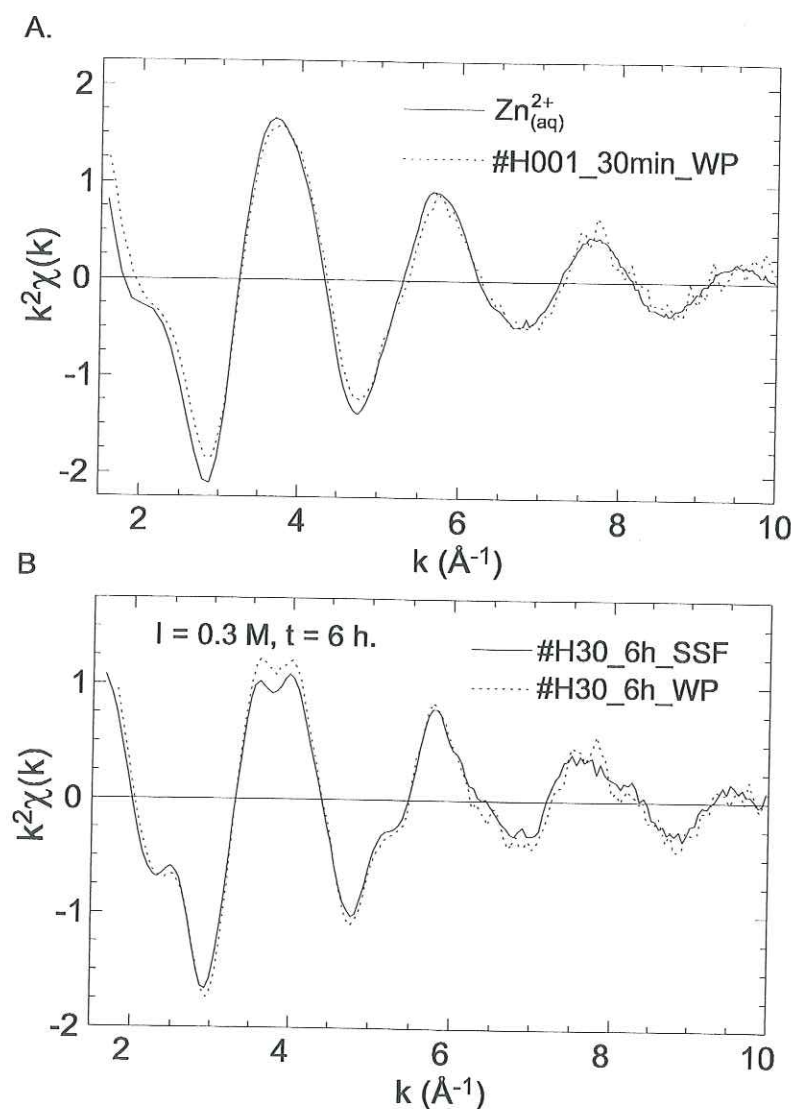 A.
2
1
0
-1
-2
k²χ(k)
Zn²⁺(aq)
#H001_30min_WP
2 4 6 8 10
k (Å⁻¹)
B
I = 0.3 M, t = 6 h.
#H30_6h_SSF
#H30_6h_WP
1
0
-1
-2
k²χ(k)
2 4 6 8 10
k (Å⁻¹)